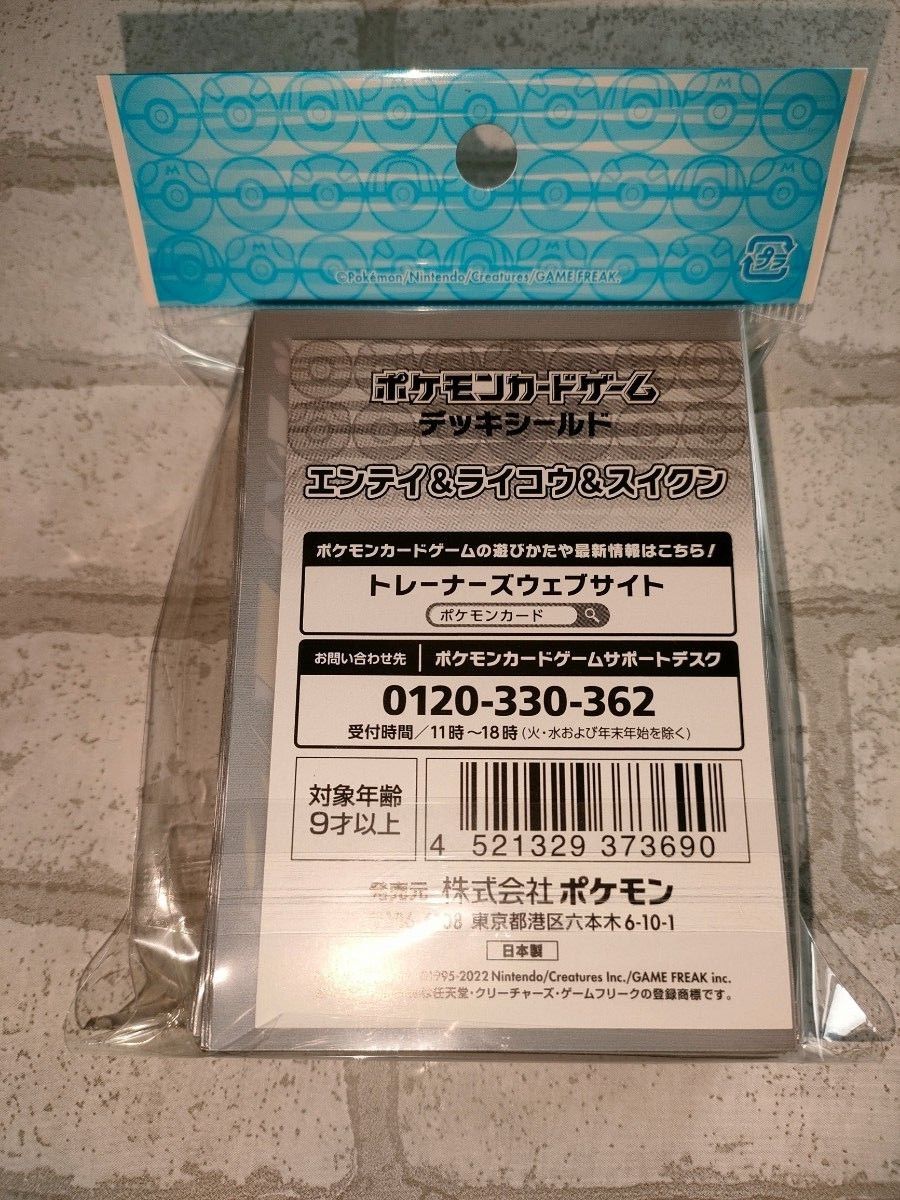 ©Pokémon/Nintendo/Creatures/GAME FREAK.
プラ
ポケモンカードゲーム
デッキシールド
エンテイ&ライコウ&スイクン
ポケモンカードゲームの遊びかたや最新情報はこちら!
トレーナーズウェブサイト
ポケモンカード
お問い合わせ先 ポケモンカードゲームサポートデスク
0120-330-362
受付時間/11時〜18時(火・水および年末年始を除く)
対象年齢
9才以上
4 521329 373690
発売元 株式会社ポケモン
東京都港区六本木6-10-1
日本製
©1995-2022 Nintendo/Creatures Inc./GAME FREAK inc.
任天堂・クリーチャーズ・ゲームフリークの登録商標です。